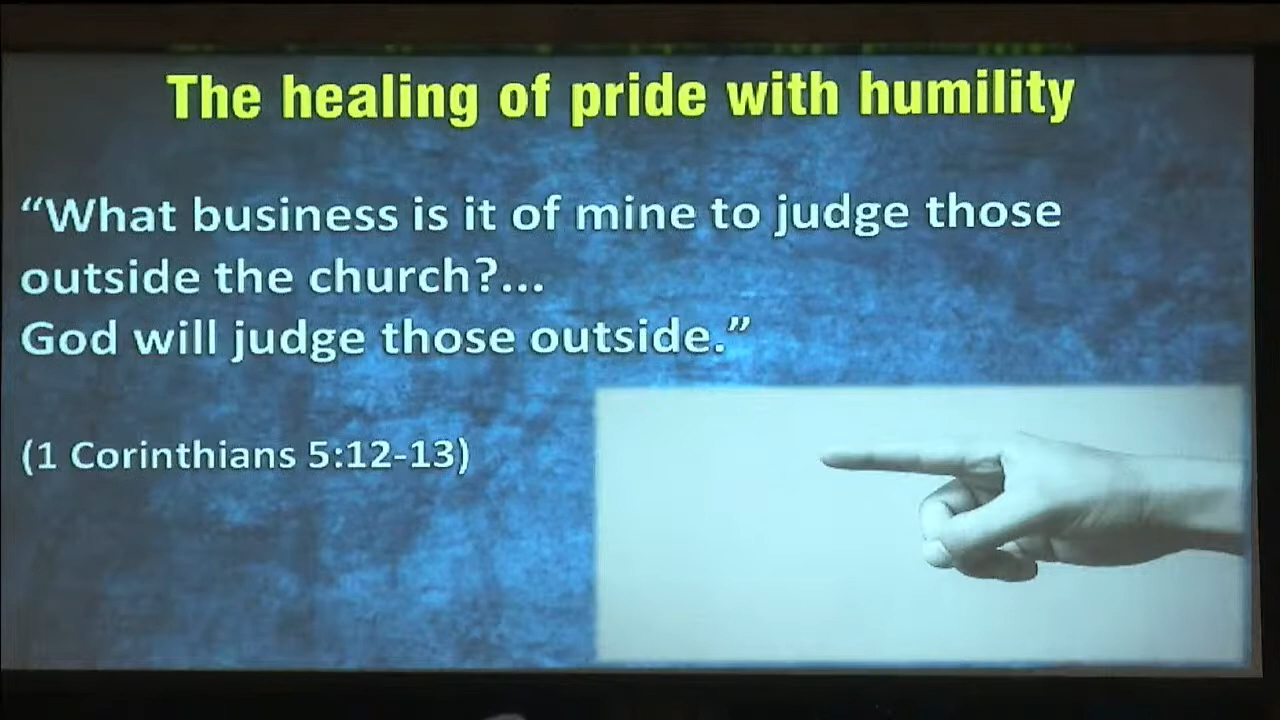 The healing of pride with humility
“What business is it of mine to judge those
outside the church?...
God will judge those outside.”
(1 Corinthians 5:12-13)